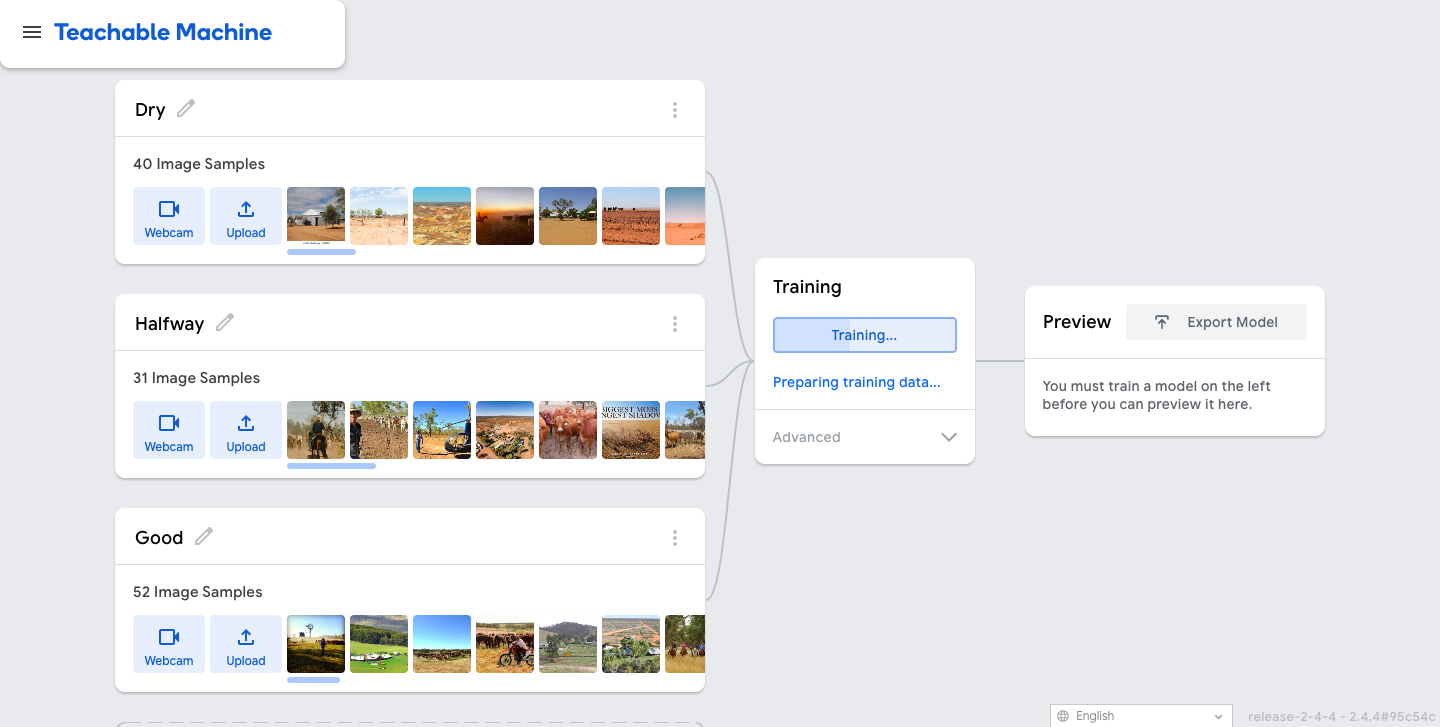 Teachable Machine
Dry
40 Image Samples
Webcam
Upload
Halfway
31 Image Samples
Webcam
Upload
BIGGEST MOBS
NGEST SHADOW
Good
52 Image Samples
Webcam
Upload
Training
Training...
Preparing training data...
Advanced
Preview
Export Model
You must train a model on the left
before you can preview it here.
English
release-2-4-4 - 2.4.4#95c54c